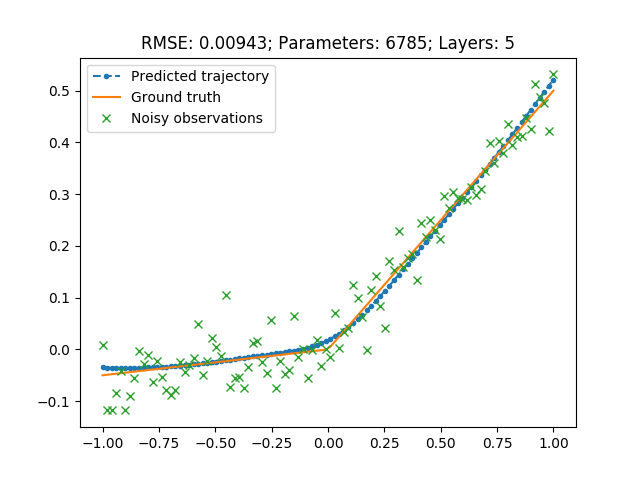 RMSE: 0.00943; Parameters: 6785; Layers: 5
Predicted trajectory
Ground truth
Noisy observations
0.5
0.4
0.3
0.2
0.1
0.0
−0.1
−1.00 −0.75 −0.50 −0.25 0.00 0.25 0.50 0.75 1.00